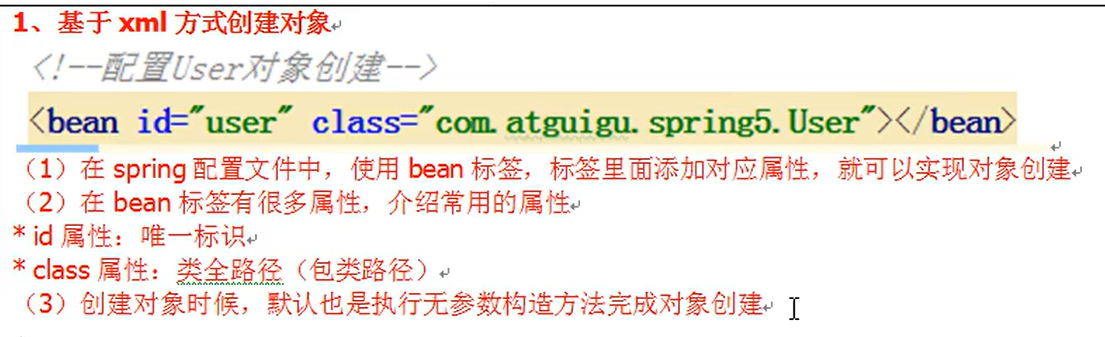 1、基于 xml 方式创建对象
<!--配置User对象创建-->
<bean id="user" class="com.atguigu.spring5.User"></bean>
（1）在 spring 配置文件中，使用 bean 标签，标签里面添加对应属性，就可以实现对象创建
（2）在 bean 标签有很多属性，介绍常用的属性
* id 属性：唯一标识
* class 属性：类全路径（包类路径）
（3）创建对象时候，默认也是执行无参数构造方法完成对象创建